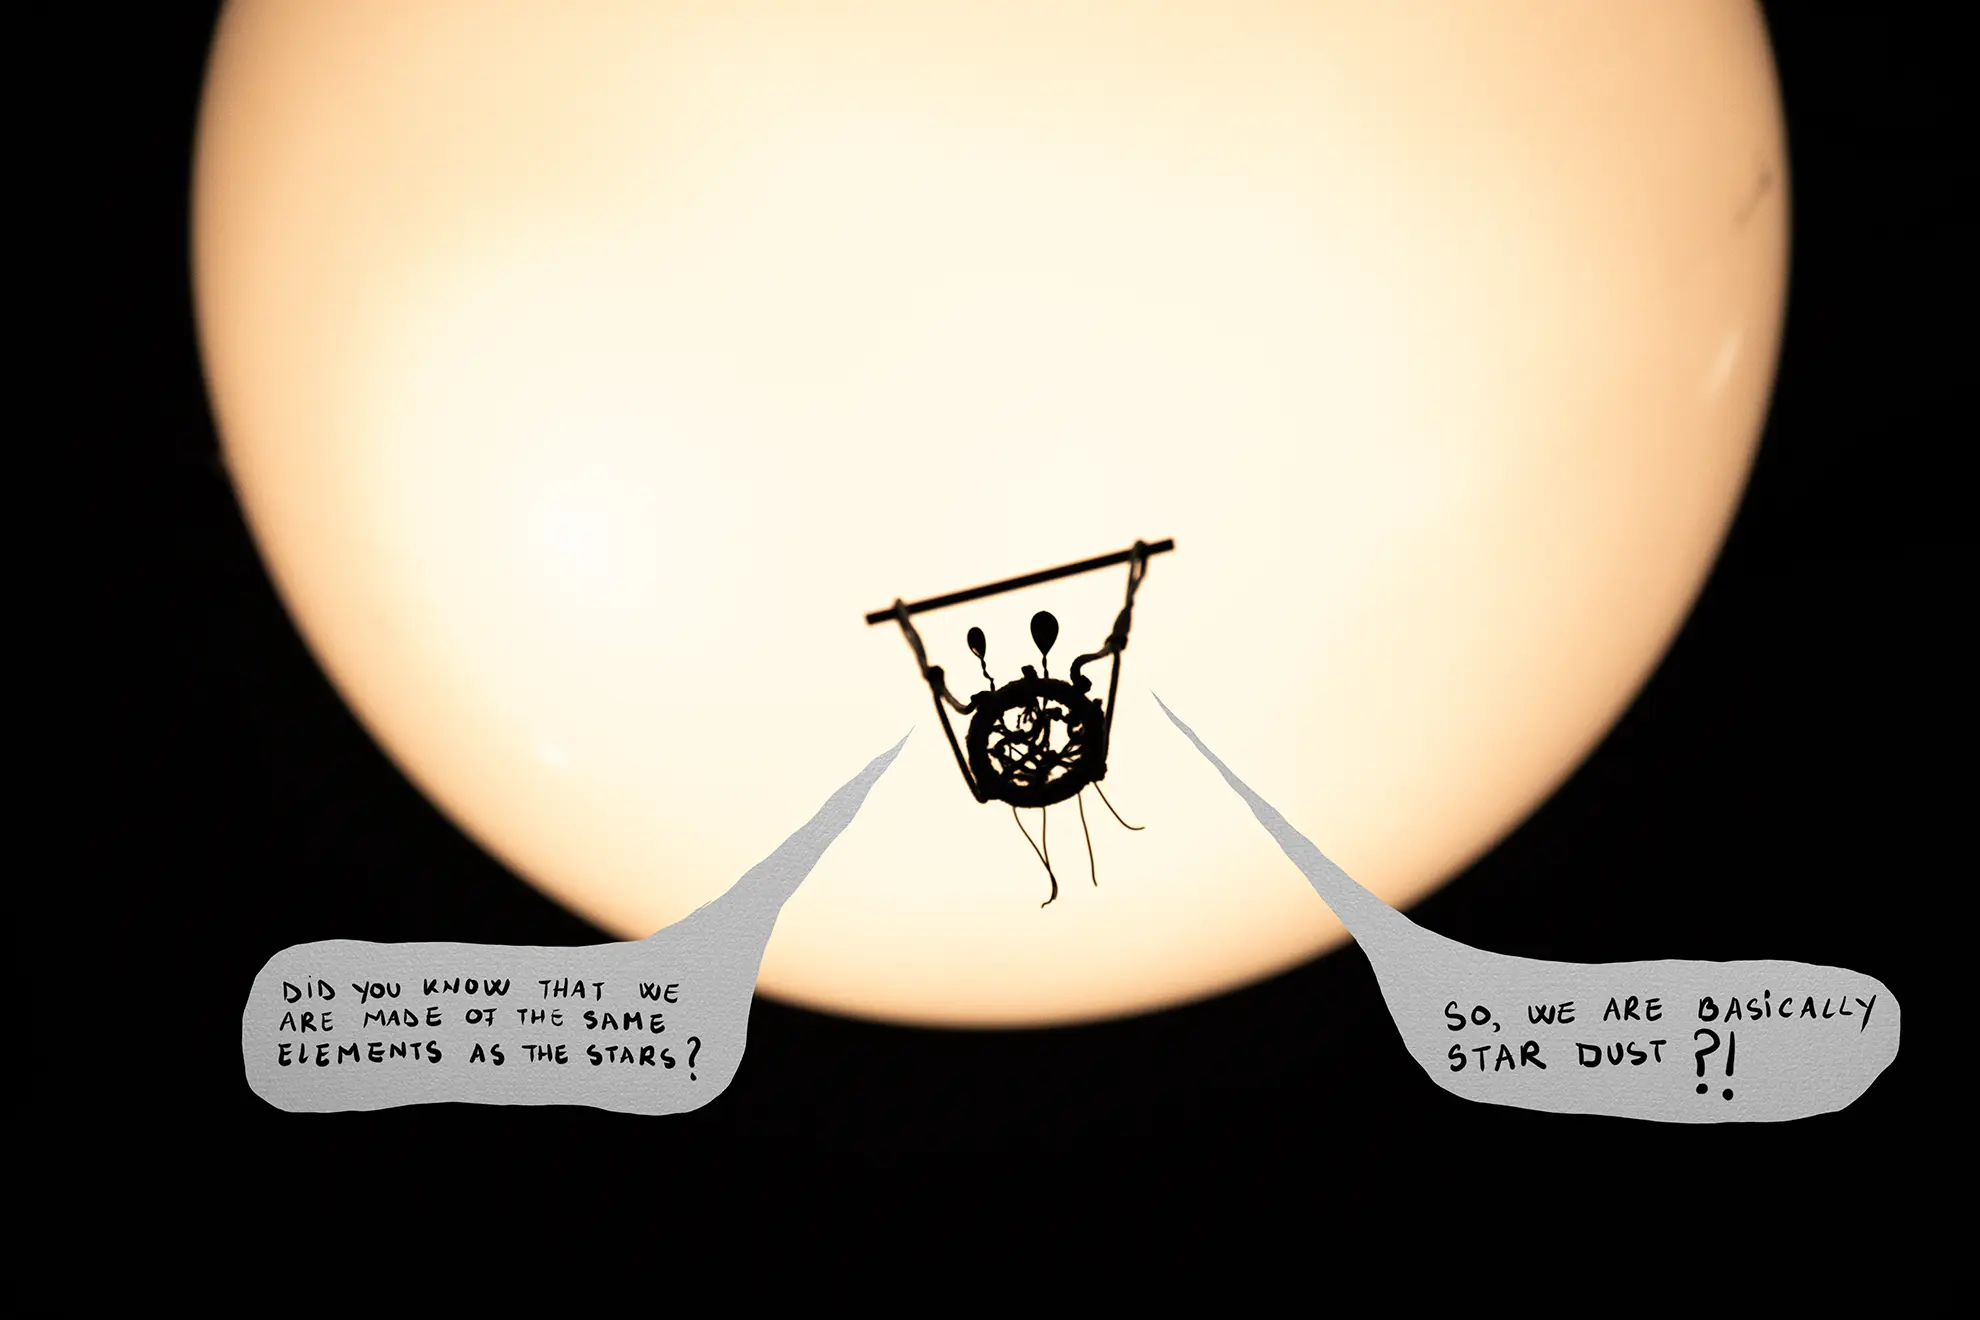 DID YOU KNOW THAT WE
ARE MADE OF THE SAME
ELEMENTS AS THE STARS?
SO, WE ARE BASICALLY
STAR DUST?!